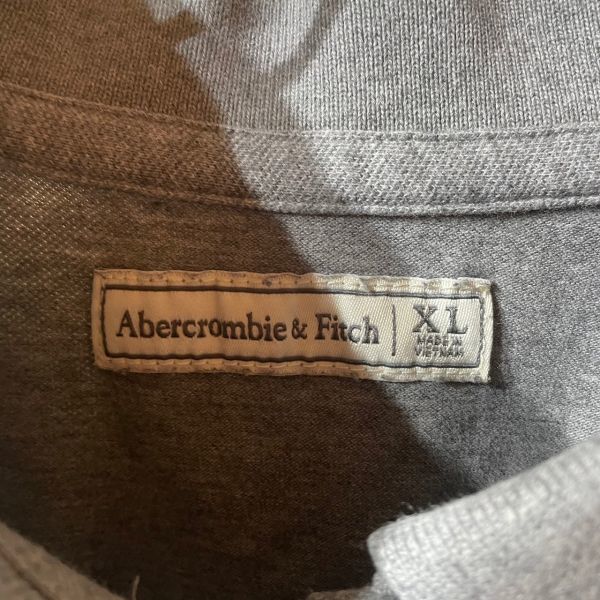 Abercrombie & Fitch | XL
MADE IN
VIETNAM